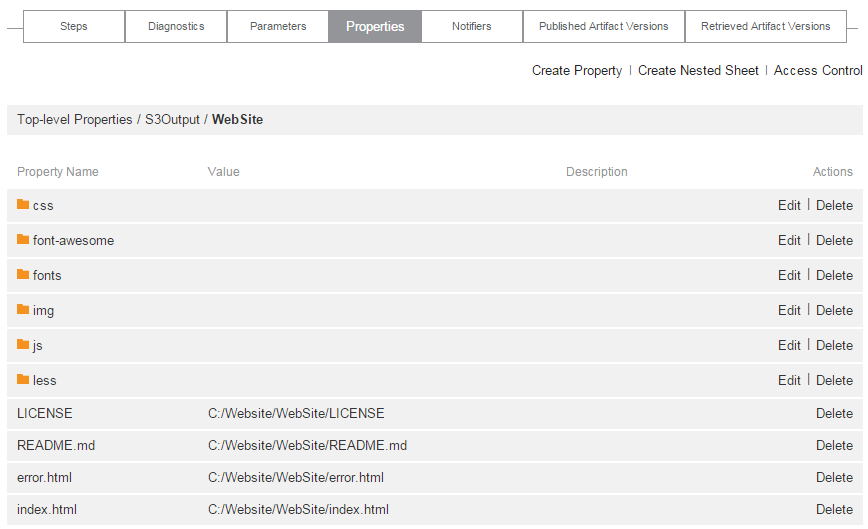 Steps Diagnostics Parameters Properties Notifiers Published Artifact Versions Retrieved Artifact Versions
Create Property | Create Nested Sheet | Access Control
Top-level Properties / S3Output / WebSite
Property Name Value Description Actions
css Edit | Delete
font-awesome Edit | Delete
fonts Edit | Delete
img Edit | Delete
js Edit | Delete
less Edit | Delete
LICENSE C:/Website/WebSite/LICENSE Delete
README.md C:/Website/WebSite/README.md Delete
error.html C:/Website/WebSite/error.html Delete
index.html C:/Website/WebSite/index.html Delete